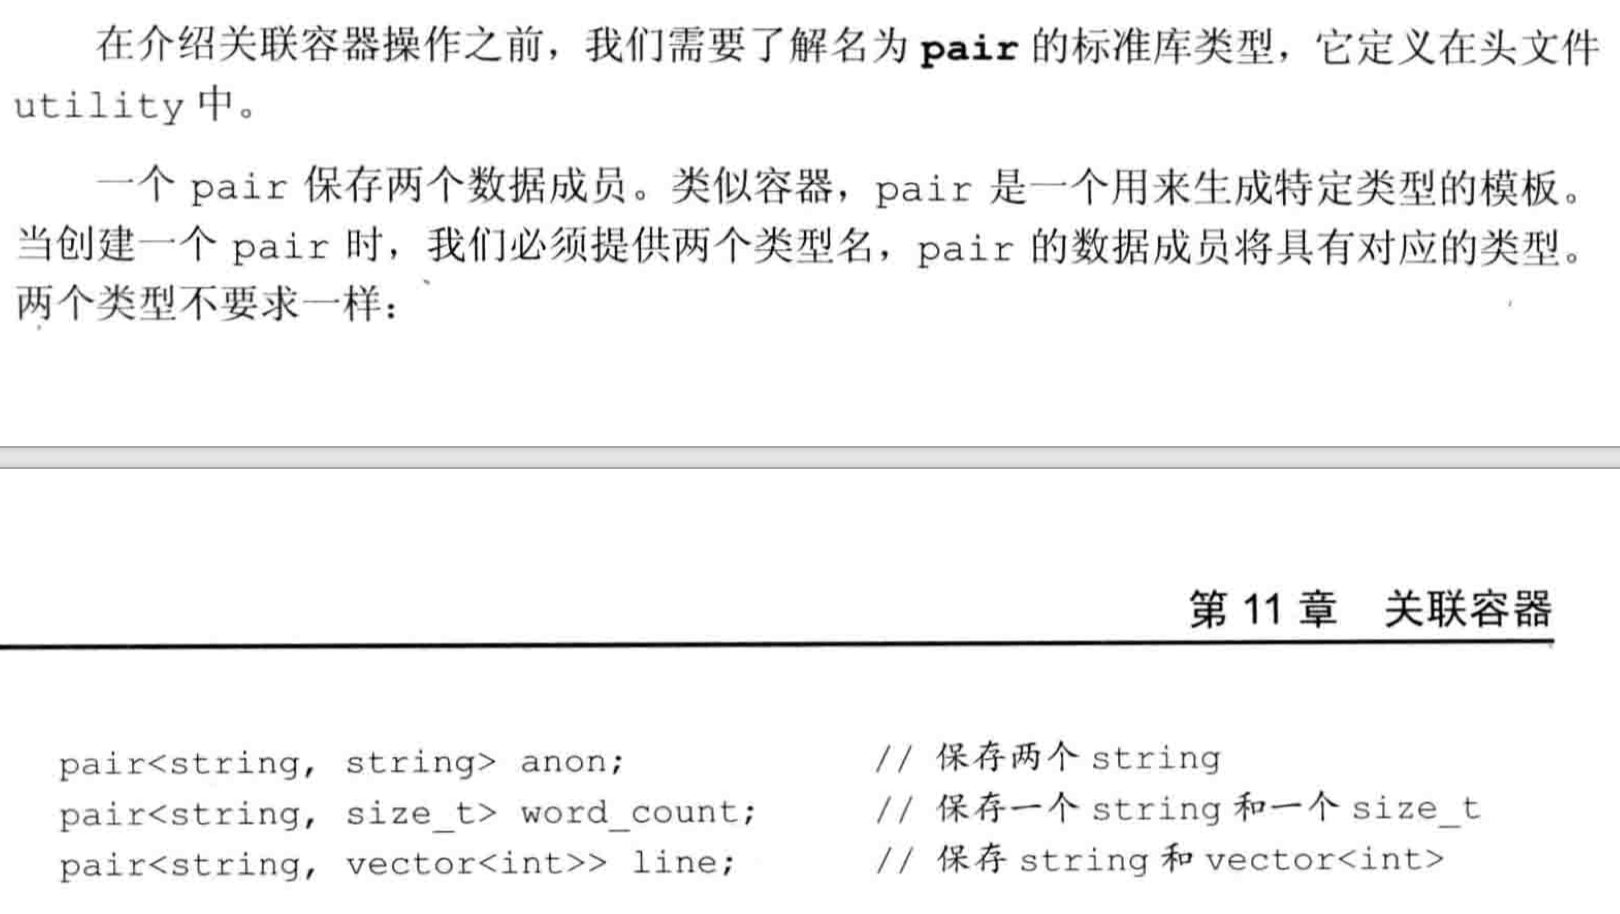 在介绍关联容器操作之前，我们需要了解名为 pair 的标准库类型，它定义在头文件
utility 中。
一个 pair 保存两个数据成员。类似容器，pair 是一个用来生成特定类型的模板。
当创建一个 pair 时，我们必须提供两个类型名，pair 的数据成员将具有对应的类型。
两个类型不要求一样：
第 11 章 关联容器
pair<string, string> anon; // 保存两个 string
pair<string, size_t> word_count; // 保存一个 string 和一个 size_t
pair<string, vector<int>> line; // 保存 string 和 vector<int>